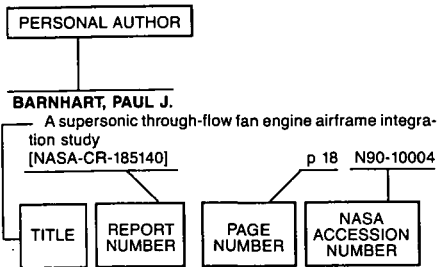 PERSONAL AUTHOR
BARNHART, PAUL J.
A supersonic through-flow fan engine airframe integra-
tion study
[NASA-CR-185140] p 18 N90-10004
TITLE
REPORT
NUMBER
PAGE
NUMBER
NASA
ACCESSION
NUMBER